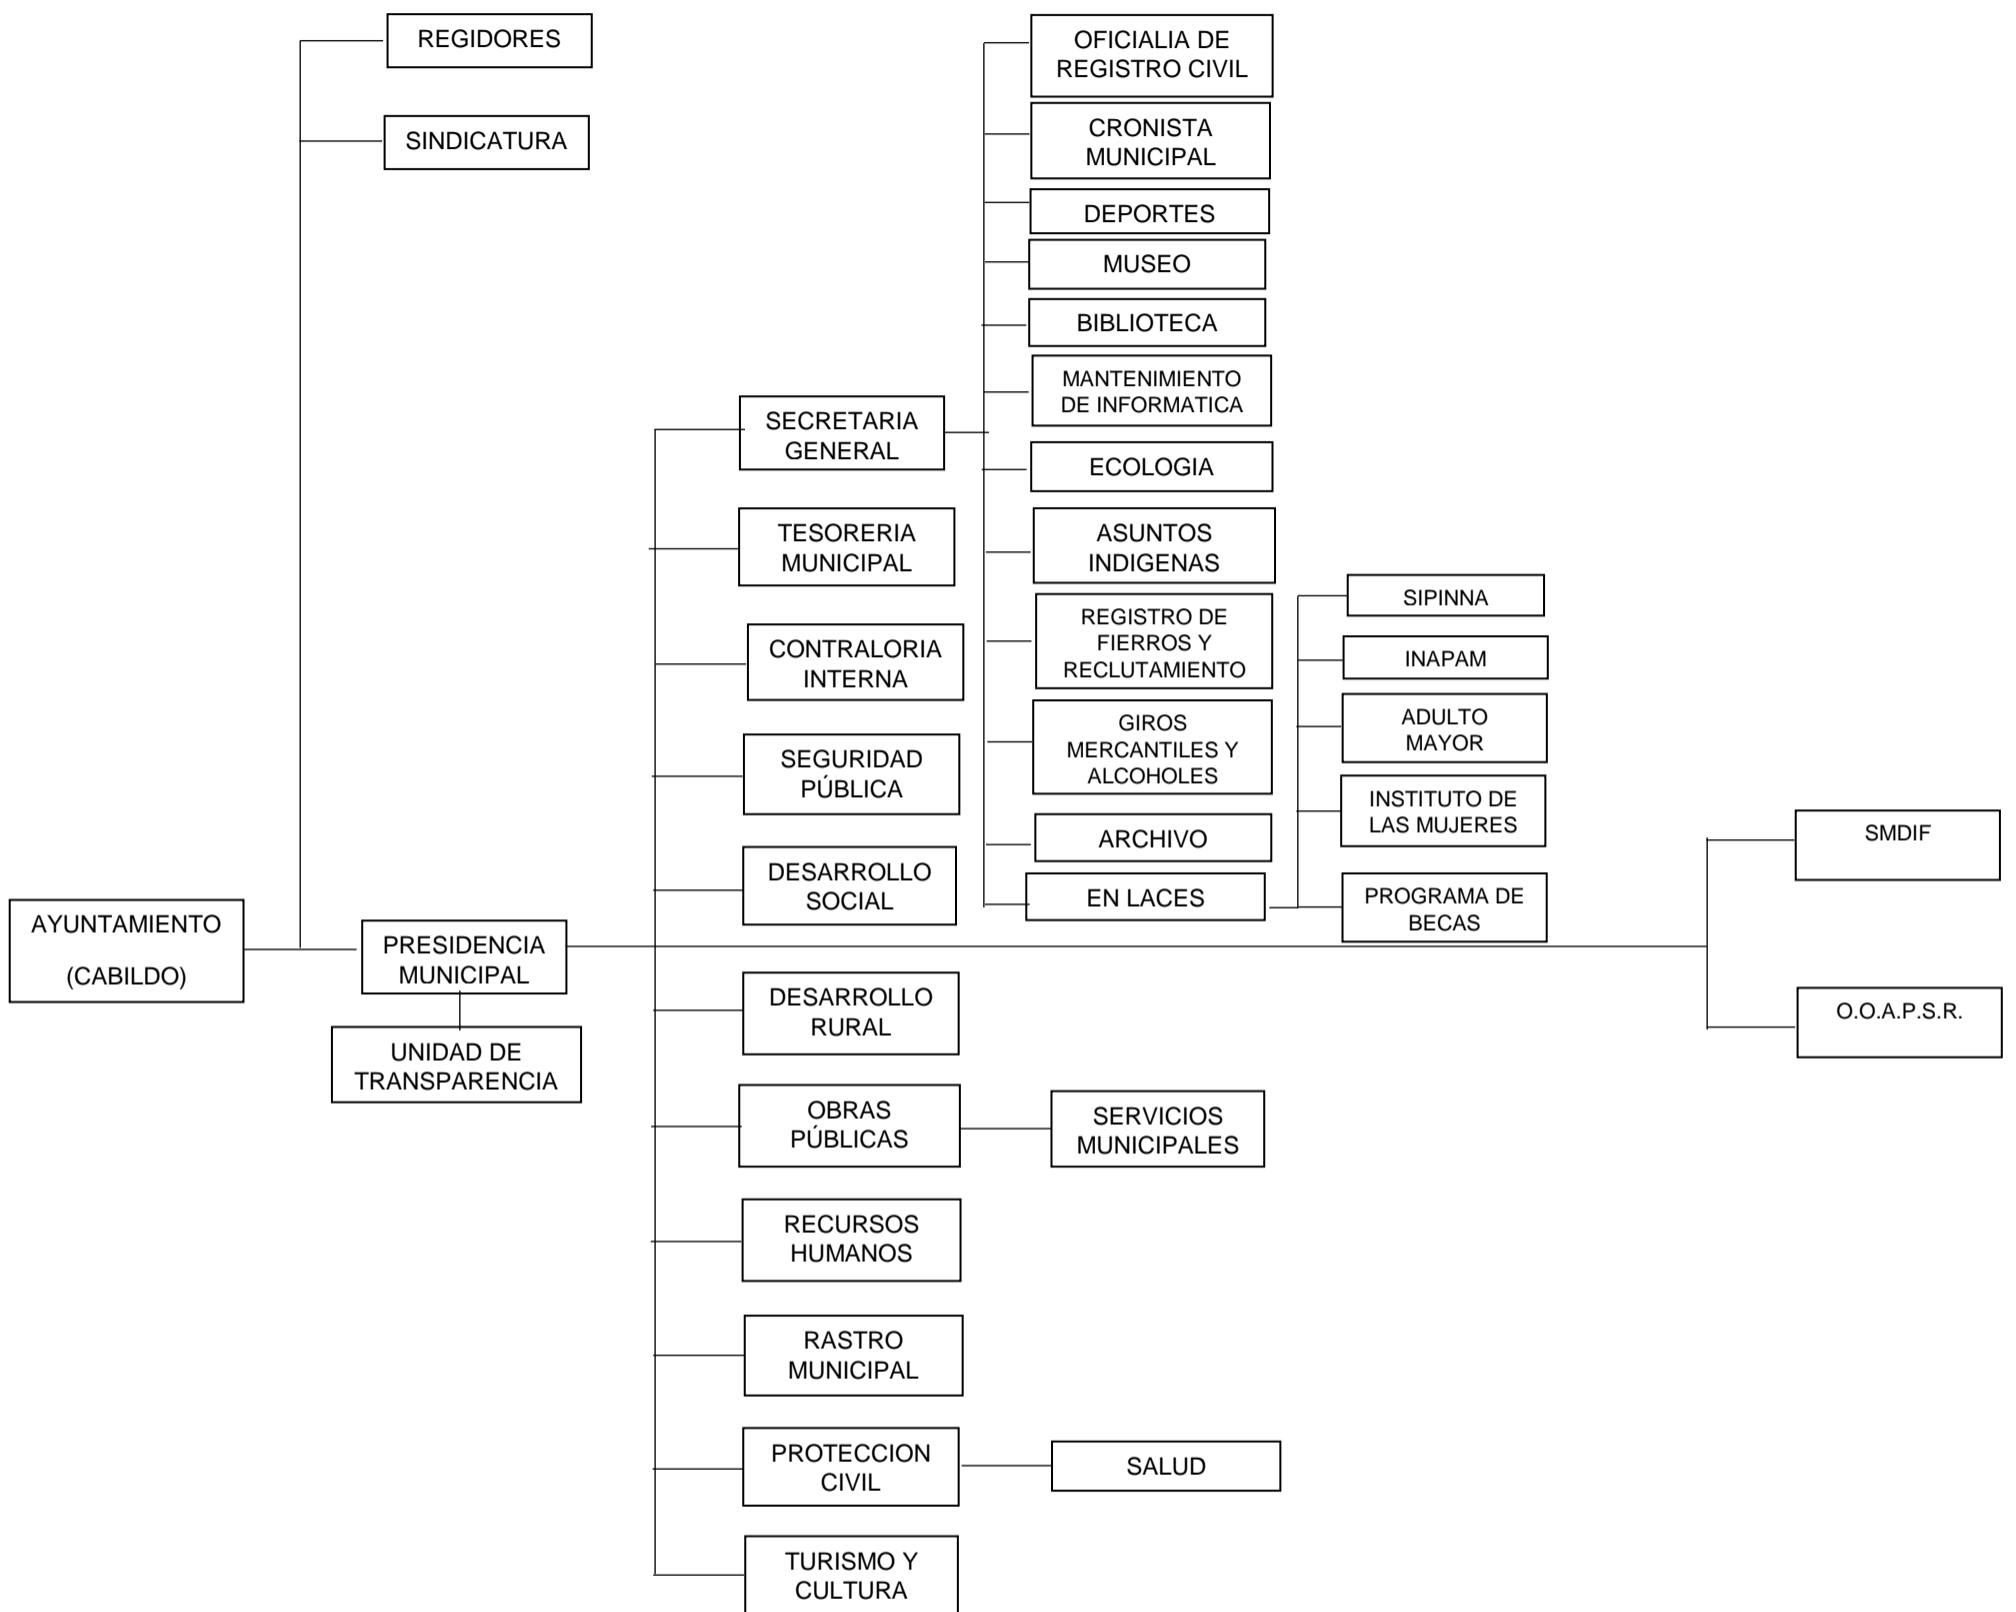 REGIDORES
SINDICATURA
AYUNTAMIENTO
(CABILDO)
PRESIDENCIA
MUNICIPAL
UNIDAD DE
TRANSPARENCIA
SECRETARIA
GENERAL
TESORERIA
MUNICIPAL
CONTRALORIA
INTERNA
SEGURIDAD
PÚBLICA
DESARROLLO
SOCIAL
DESARROLLO
RURAL
OBRAS
PÚBLICAS
RECURSOS
HUMANOS
RASTRO
MUNICIPAL
PROTECCION
CIVIL
TURISMO Y
CULTURA
OFICIALIA DE
REGISTRO CIVIL
CRONISTA
MUNICIPAL
DEPORTES
MUSEO
BIBLIOTECA
MANTENIMIENTO
DE INFORMATICA
ECOLOGIA
ASUNTOS
INDIGENAS
REGISTRO DE
FIERROS Y
RECLUTAMIENTO
GIROS
MERCANTILES Y
ALCOHOLES
ARCHIVO
EN LACES
SERVICIOS
MUNICIPALES
SALUD
SIPINNA
INAPAM
ADULTO
MAYOR
INSTITUTO DE
LAS MUJERES
PROGRAMA DE
BECAS
SMDIF
O.O.A.P.S.R.